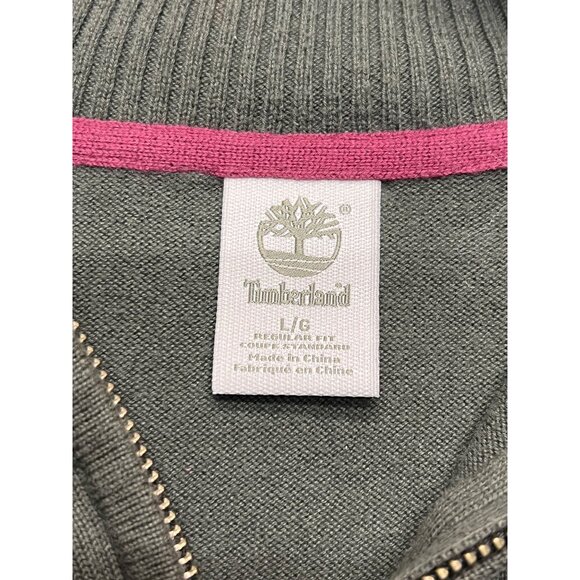 ®
Timberland
L/G
REGULAR FIT
COUPE STANDARD
Made in China
Fabriqué en Chine